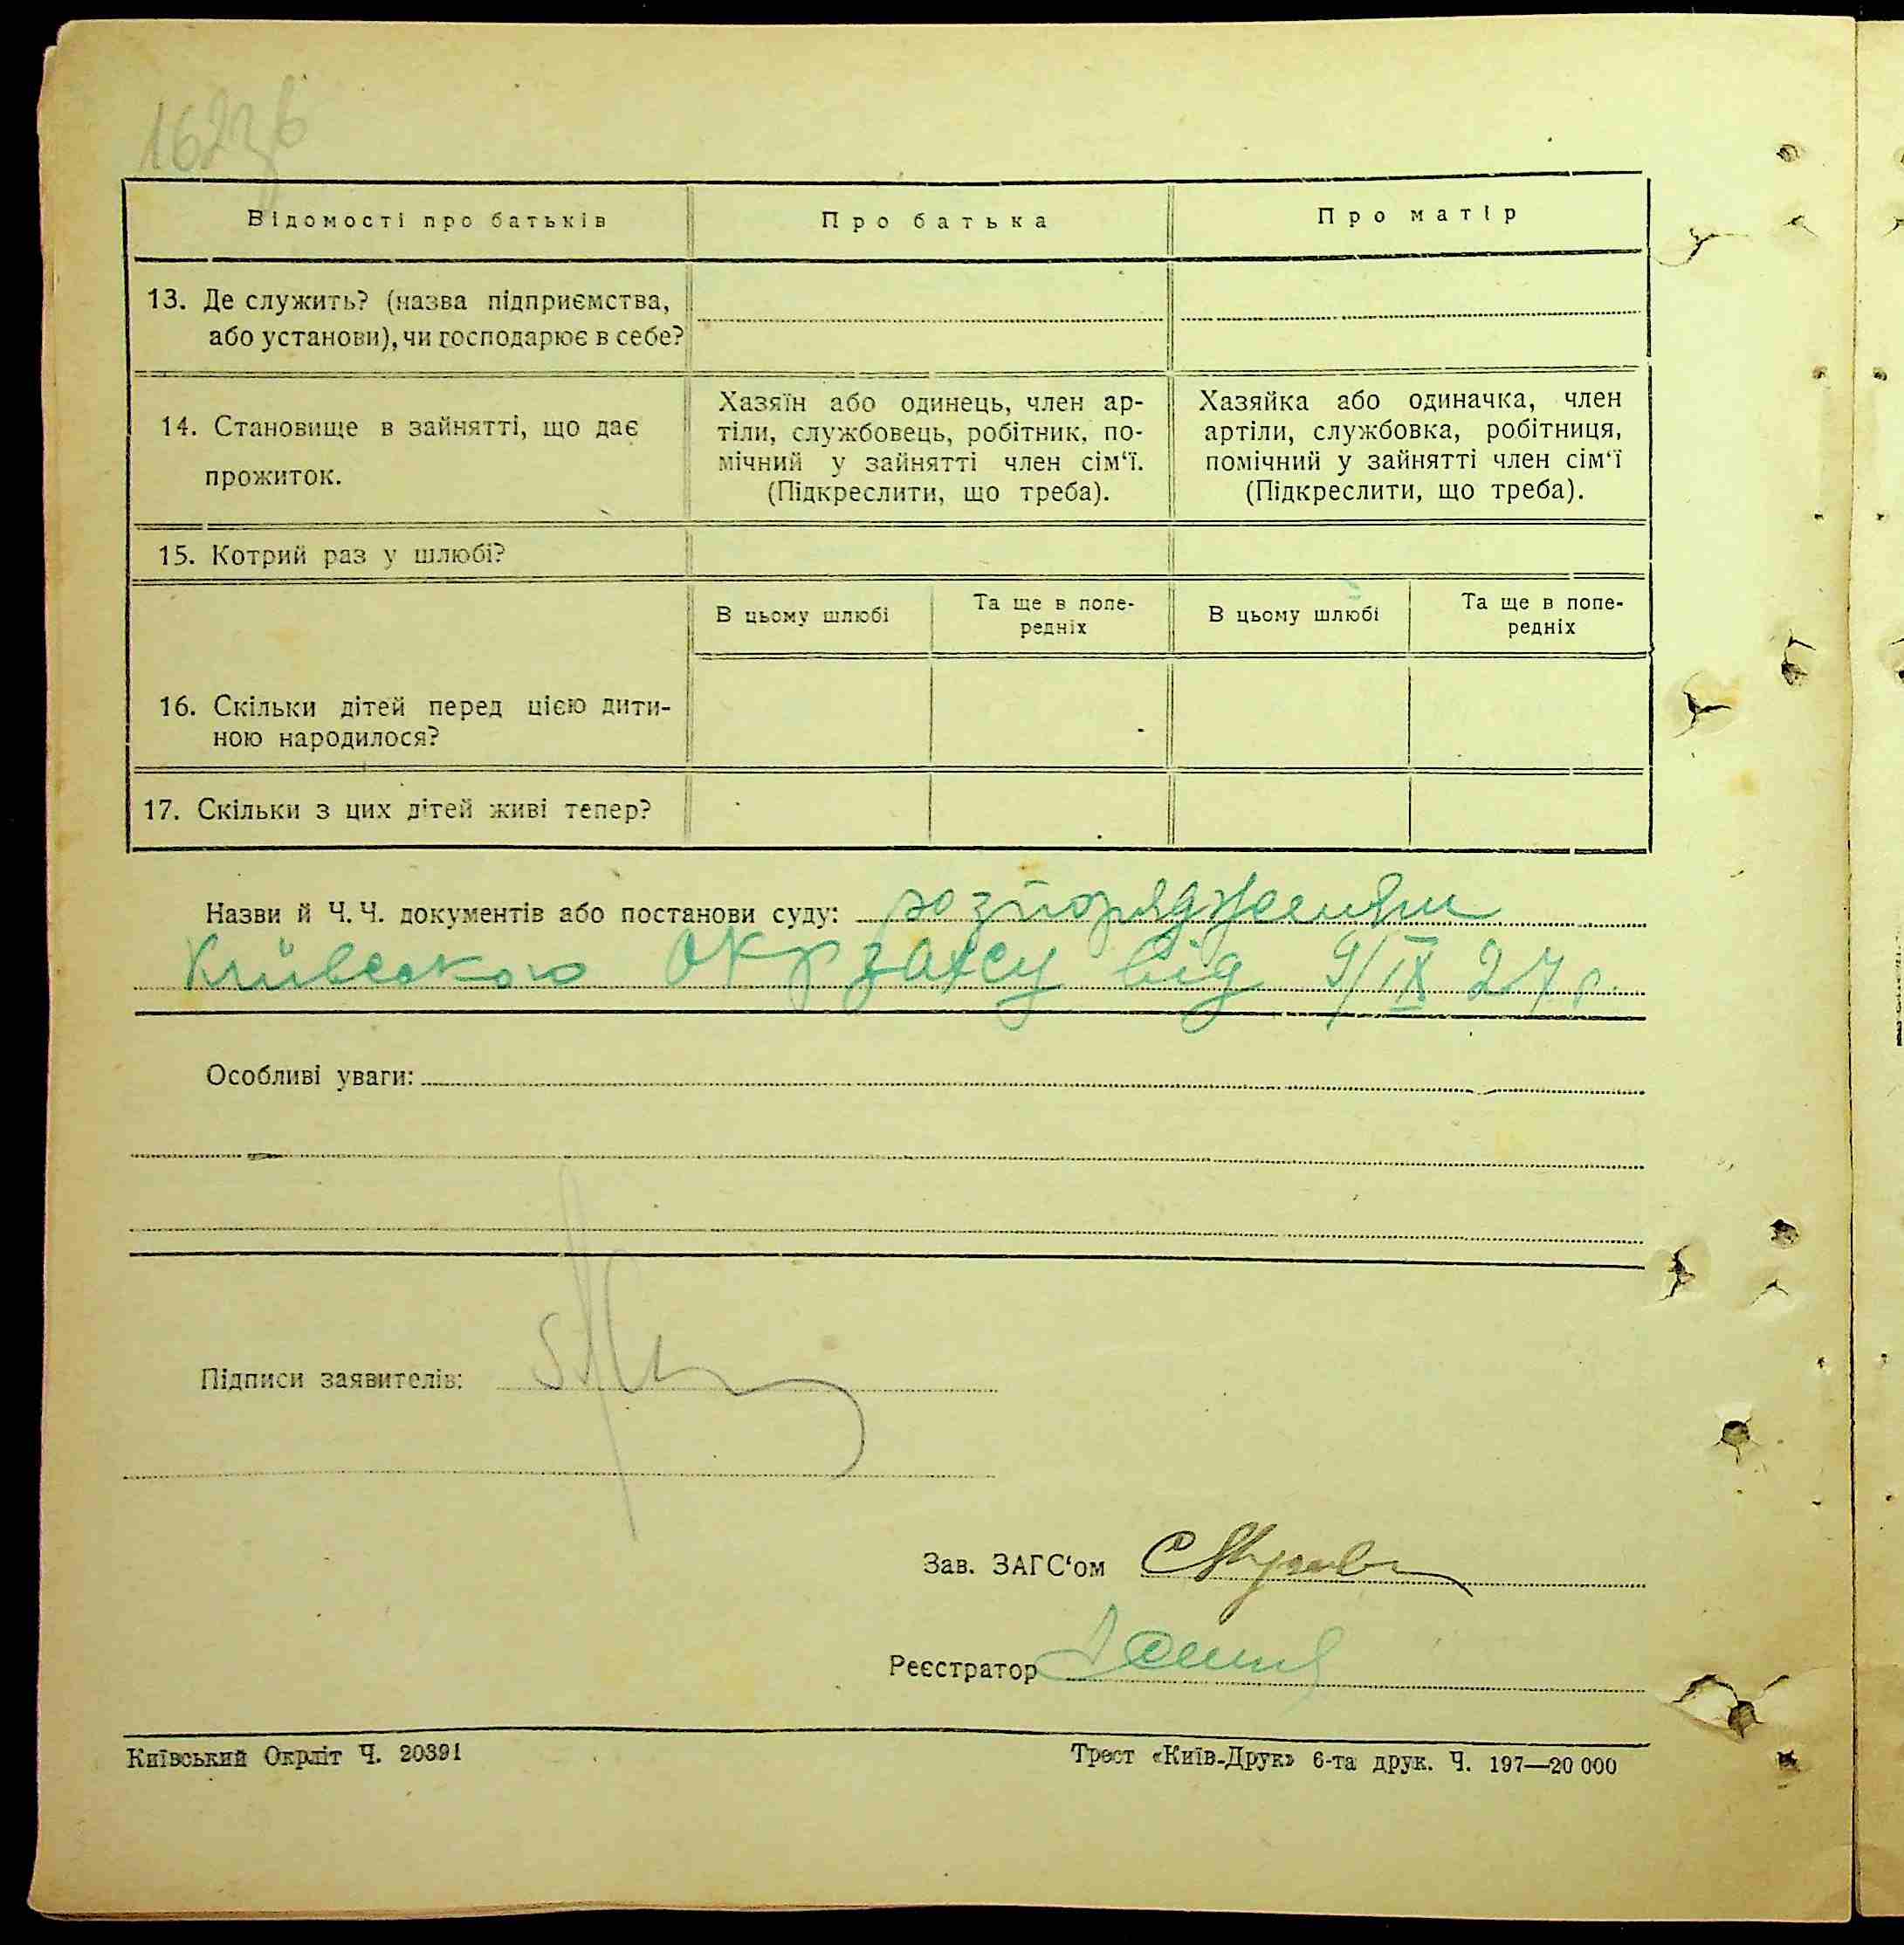 Відомості про батьків
Про батька
Про матір
13. Де служить? (назва підприємства,
або установи), чи господарює в себе?
14. Становище в зайнятті, що дає
прожиток.
Хазяїн або одинець, член ар-
тіли, службовець, робітник, по-
мічний у зайнятті член сім‘ї.
(Підкреслити, що треба).
Хазяйка або одиначка, член
артіли, службовка, робітниця,
помічний у зайнятті член сім‘ї
(Підкреслити, що треба).
15. Котрий раз у шлюбі?
16. Скільки дітей перед цією дити-
ною народилося?
В цьому шлюбі
Та ще в попе-
редніх
В цьому шлюбі
Та ще в попе-
редніх
17. Скільки з цих дітей живі тепер?
Назви й Ч. Ч. документів або постанови суду: розпорядження
Київського Окрзагсу від 9/IX 27 р.
Особливі уваги:
Підписи заявителів:
Зав. ЗАГС‘ом
Реєстратор
Київський Окрліт Ч. 20391
Трест «Київ-Друк» 6-та друк. Ч. 197—20 000